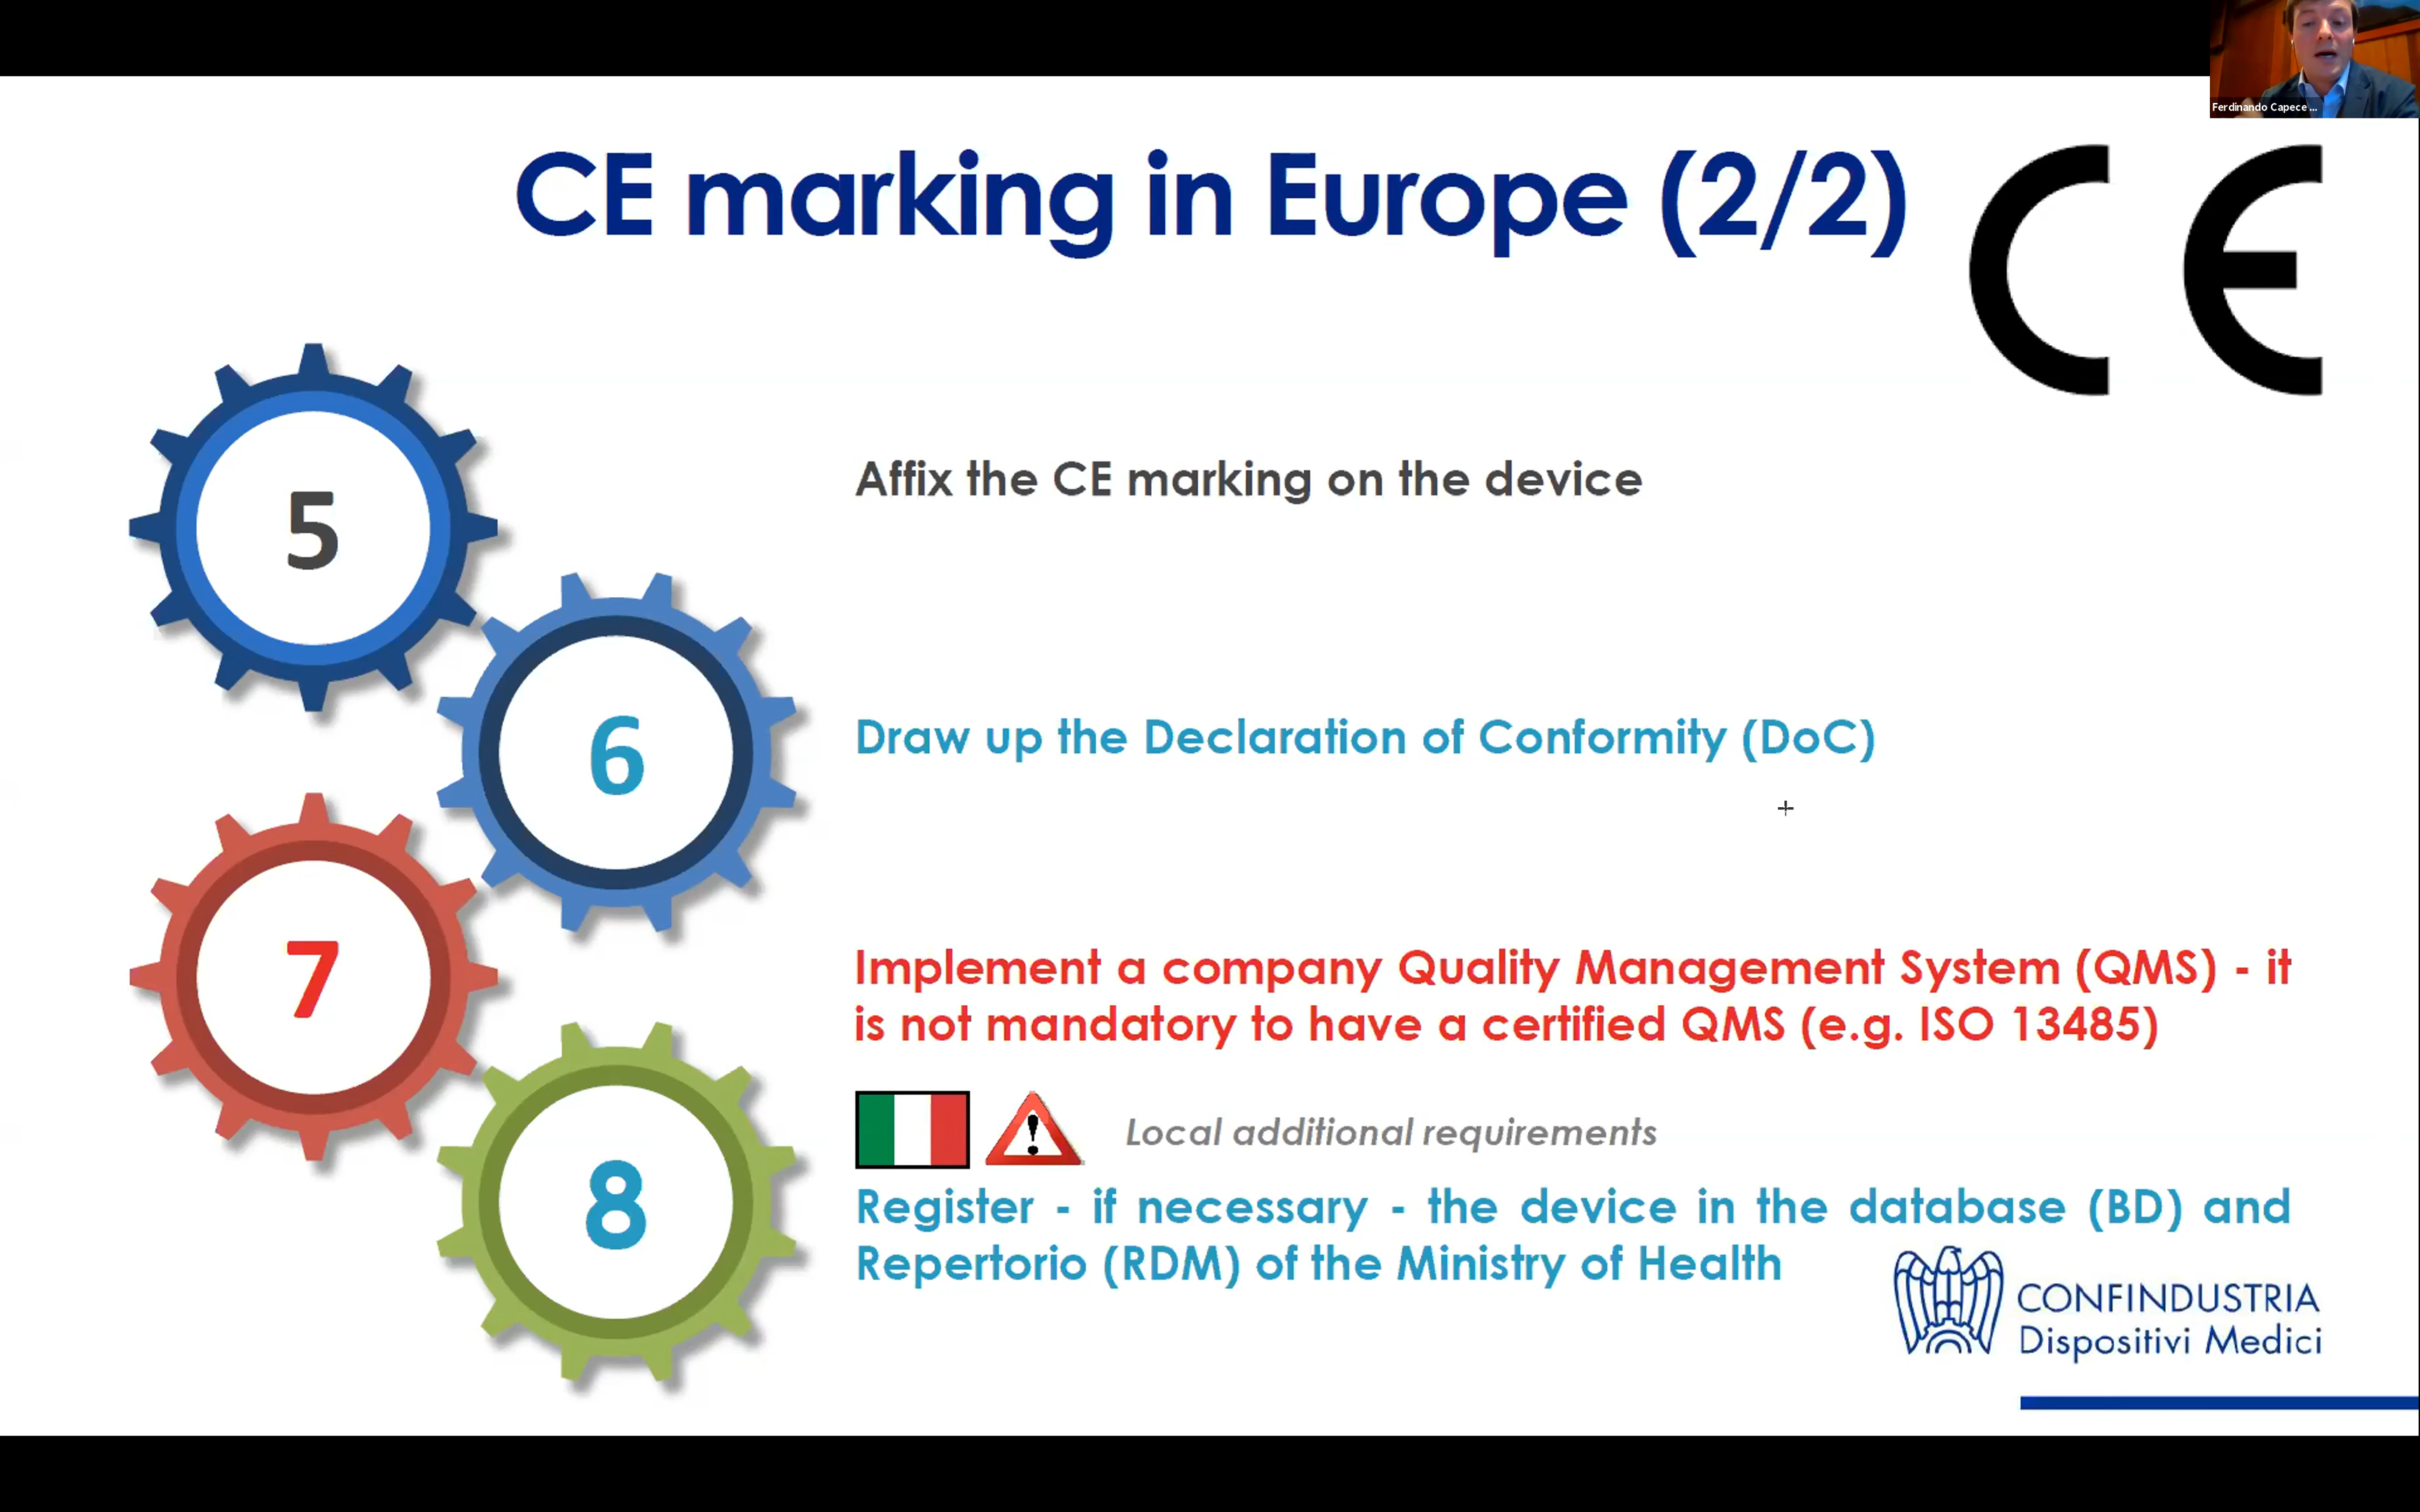 Ferdinando Capece ...
CE marking in Europe (2/2)
CE
5
Affix the CE marking on the device
6
Draw up the Declaration of Conformity (DoC)
7
Implement a company Quality Management System (QMS) - it
is not mandatory to have a certified QMS (e.g. ISO 13485)
Local additional requirements
8
Register - if necessary - the device in the database (BD) and
Repertorio (RDM) of the Ministry of Health
CONFINDUSTRIA
Dispositivi Medici